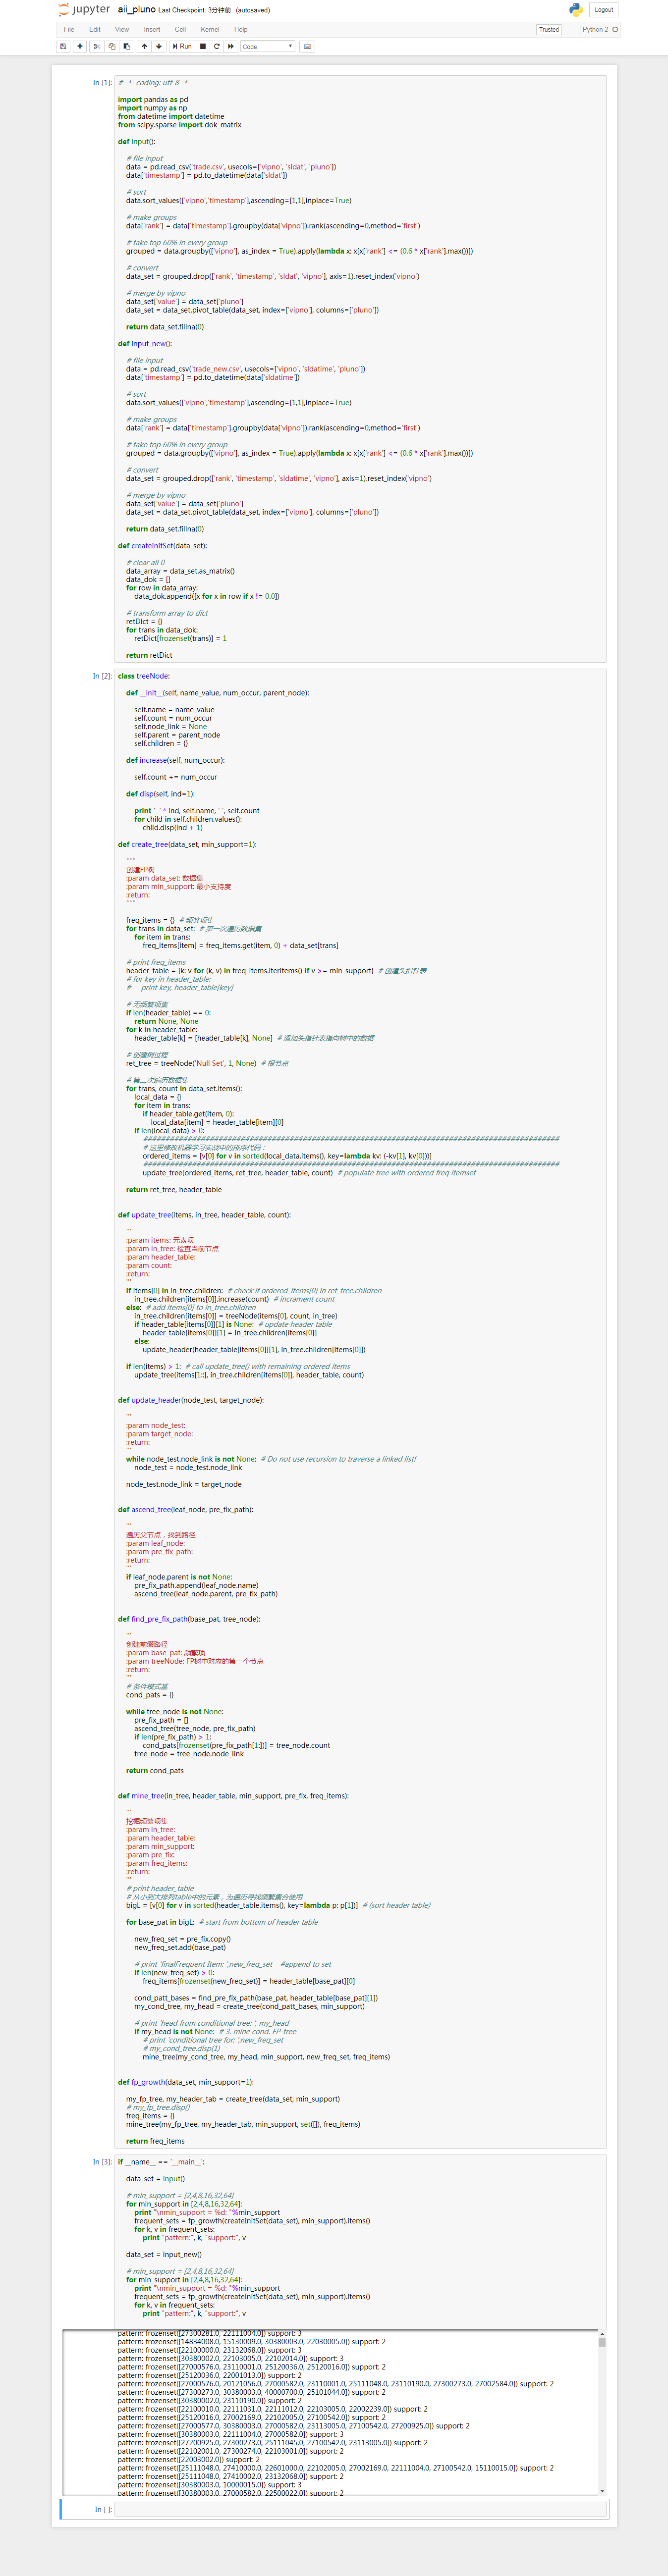 jupyter aii_pluno Last Checkpoint: 3分钟前 (autosaved)
Logout
File Edit View Insert Cell Kernel Help
Trusted Python 2
Run Code
In [1]:
# -*- coding: utf-8 -*-
import pandas as pd
import numpy as np
from datetime import datetime
from scipy.sparse import dok_matrix
def input():
# file input
data = pd.read_csv('trade.csv', usecols=['vipno', 'sldat', 'pluno'])
data['timestamp'] = pd.to_datetime(data['sldat'])
# sort
data.sort_values(['vipno','timestamp'],ascending=[1,1],inplace=True)
# make groups
data['rank'] = data['timestamp'].groupby(data['vipno']).rank(ascending=0,method='first')
# take top 60% in every group
grouped = data.groupby(['vipno'], as_index = True).apply(lambda x: x[x['rank'] <= (0.6 * x['rank'].max())])
# convert
data_set = grouped.drop(['rank', 'timestamp', 'sldat', 'vipno'], axis=1).reset_index('vipno')
# merge by vipno
data_set['value'] = data_set['pluno']
data_set = data_set.pivot_table(data_set, index=['vipno'], columns=['pluno'])
return data_set.fillna(0)
def input_new():
# file input
data = pd.read_csv('trade_new.csv', usecols=['vipno', 'sldatime', 'pluno'])
data['timestamp'] = pd.to_datetime(data['sldatime'])
# sort
data.sort_values(['vipno','timestamp'],ascending=[1,1],inplace=True)
# make groups
data['rank'] = data['timestamp'].groupby(data['vipno']).rank(ascending=0,method='first')
# take top 60% in every group
grouped = data.groupby(['vipno'], as_index = True).apply(lambda x: x[x['rank'] <= (0.6 * x['rank'].max())])
# convert
data_set = grouped.drop(['rank', 'timestamp', 'sldatime', 'vipno'], axis=1).reset_index('vipno')
# merge by vipno
data_set['value'] = data_set['pluno']
data_set = data_set.pivot_table(data_set, index=['vipno'], columns=['pluno'])
return data_set.fillna(0)
def createInitSet(data_set):
# clear all 0
data_array = data_set.as_matrix()
data_dok = []
for row in data_array:
data_dok.append([x for x in row if x != 0.0])
# transform array to dict
retDict = {}
for trans in data_dok:
retDict[frozenset(trans)] = 1
return retDict
In [2]:
class treeNode:
def __init__(self, name_value, num_occur, parent_node):
self.name = name_value
self.count = num_occur
self.node_link = None
self.parent = parent_node
self.children = {}
def increase(self, num_occur):
self.count += num_occur
def disp(self, ind=1):
print ' ' * ind, self.name, ' ', self.count
for child in self.children.values():
child.disp(ind + 1)
def create_tree(data_set, min_support=1):
"""
创建FP树
:param data_set: 数据集
:param min_support: 最小支持度
:return:
"""
freq_items = {} # 频繁项集
for trans in data_set: # 第一次遍历数据集
for item in trans:
freq_items[item] = freq_items.get(item, 0) + data_set[trans]
# print freq_items
header_table = {k: v for (k, v) in freq_items.iteritems() if v >= min_support} # 创建头指针表
# for key in header_table:
# print key, header_table[key]
# 无频繁项集
if len(header_table) == 0:
return None, None
for k in header_table:
header_table[k] = [header_table[k], None] # 添加头指针表指向树中的数据
# 创建树过程
ret_tree = treeNode('Null Set', 1, None) # 根节点
# 第二次遍历数据集
for trans, count in data_set.items():
local_data = {}
for item in trans:
if header_table.get(item, 0):
local_data[item] = header_table[item][0]
if len(local_data) > 0:
# 这里修改机器学习实战中的排序代码：
ordered_items = [v[0] for v in sorted(local_data.items(), key=lambda kv: (-kv[1], kv[0]))]
update_tree(ordered_items, ret_tree, header_table, count) # populate tree with ordered freq itemset
return ret_tree, header_table
def update_tree(items, in_tree, header_table, count):
'''
:param items: 元素项
:param in_tree: 检查当前节点
:param header_table:
:param count:
:return:
'''
if items[0] in in_tree.children: # check if ordered_items[0] in ret_tree.children
in_tree.children[items[0]].increase(count) # incrament count
else: # add items[0] to in_tree.children
in_tree.children[items[0]] = treeNode(items[0], count, in_tree)
if header_table[items[0]][1] is None: # update header table
header_table[items[0]][1] = in_tree.children[items[0]]
else:
update_header(header_table[items[0]][1], in_tree.children[items[0]])
if len(items) > 1: # call update_tree() with remaining ordered items
update_tree(items[1::], in_tree.children[items[0]], header_table, count)
def update_header(node_test, target_node):
'''
:param node_test:
:param target_node:
:return:
'''
while node_test.node_link is not None: # Do not use recursion to traverse a linked list!
node_test = node_test.node_link
node_test.node_link = target_node
def ascend_tree(leaf_node, pre_fix_path):
'''
遍历父节点，找到路径
:param leaf_node:
:param pre_fix_path:
:return:
'''
if leaf_node.parent is not None:
pre_fix_path.append(leaf_node.name)
ascend_tree(leaf_node.parent, pre_fix_path)
def find_pre_fix_path(base_pat, tree_node):
'''
创建前缀路径
:param base_pat: 频繁项
:param treeNode: FP树中对应的第一个节点
:return:
'''
# 条件模式基
cond_pats = {}
while tree_node is not None:
pre_fix_path = []
ascend_tree(tree_node, pre_fix_path)
if len(pre_fix_path) > 1:
cond_pats[frozenset(pre_fix_path[1:])] = tree_node.count
tree_node = tree_node.node_link
return cond_pats
def mine_tree(in_tree, header_table, min_support, pre_fix, freq_items):
'''
挖掘频繁项集
:param in_tree:
:param header_table:
:param min_support:
:param pre_fix:
:param freq_items:
:return:
'''
# print header_table
# 从小到大排列table中的元素，为遍历寻找频繁集合使用
bigL = [v[0] for v in sorted(header_table.items(), key=lambda p: p[1])] # (sort header table)
for base_pat in bigL: # start from bottom of header table
new_freq_set = pre_fix.copy()
new_freq_set.add(base_pat)
# print 'finalFrequent Item: ',new_freq_set #append to set
if len(new_freq_set) > 0:
freq_items[frozenset(new_freq_set)] = header_table[base_pat][0]
cond_patt_bases = find_pre_fix_path(base_pat, header_table[base_pat][1])
my_cond_tree, my_head = create_tree(cond_patt_bases, min_support)
# print 'head from conditional tree: ', my_head
if my_head is not None: # 3. mine cond. FP-tree
# print 'conditional tree for: ',new_freq_set
# my_cond_tree.disp(1)
mine_tree(my_cond_tree, my_head, min_support, new_freq_set, freq_items)
def fp_growth(data_set, min_support=1):
my_fp_tree, my_header_tab = create_tree(data_set, min_support)
# my_fp_tree.disp()
freq_items = {}
mine_tree(my_fp_tree, my_header_tab, min_support, set([]), freq_items)
return freq_items
In [3]:
if __name__ == '__main__':
data_set = input()
# min_support = [2,4,8,16,32,64]
for min_support in [2,4,8,16,32,64]:
print "\nmin_support = %d: "%min_support
frequent_sets = fp_growth(createInitSet(data_set), min_support).items()
for k, v in frequent_sets:
print "pattern:", k, "support:", v
data_set = input_new()
# min_support = [2,4,8,16,32,64]
for min_support in [2,4,8,16,32,64]:
print "\nmin_support = %d: "%min_support
frequent_sets = fp_growth(createInitSet(data_set), min_support).items()
for k, v in frequent_sets:
print "pattern:", k, "support:", v
pattern: frozenset([27300281.0, 22111004.0]) support: 3
pattern: frozenset([14834008.0, 15130009.0, 30380003.0, 22030005.0]) support: 2
pattern: frozenset([22100000.0, 23132068.0]) support: 3
pattern: frozenset([30380002.0, 22103005.0, 22102014.0]) support: 3
pattern: frozenset([27000576.0, 23110001.0, 25120036.0, 25120016.0]) support: 2
pattern: frozenset([25120036.0, 22001013.0]) support: 2
pattern: frozenset([27000576.0, 20121056.0, 27000582.0, 23110001.0, 25111048.0, 23110190.0, 27300273.0, 27002584.0]) support: 2
pattern: frozenset([27300273.0, 30380003.0, 40000700.0, 25101044.0]) support: 2
pattern: frozenset([30380002.0, 23110190.0]) support: 2
pattern: frozenset([22100010.0, 22111031.0, 22111012.0, 22103005.0, 22002239.0]) support: 2
pattern: frozenset([25120016.0, 27002169.0, 22102005.0, 27100542.0]) support: 2
pattern: frozenset([27000577.0, 30380003.0, 27000582.0, 23113005.0, 27100542.0, 27200925.0]) support: 2
pattern: frozenset([30380003.0, 22111004.0, 27000582.0]) support: 3
pattern: frozenset([27200925.0, 27300273.0, 25111045.0, 27100542.0, 23113005.0]) support: 2
pattern: frozenset([22102001.0, 27300274.0, 22103001.0]) support: 2
pattern: frozenset([22003002.0]) support: 2
pattern: frozenset([25111048.0, 27410000.0, 22601000.0, 22102005.0, 27002169.0, 22111004.0, 27100542.0, 15110015.0]) support: 2
pattern: frozenset([25111048.0, 27410002.0, 23132068.0]) support: 2
pattern: frozenset([30380003.0, 10000015.0]) support: 3
pattern: frozenset([30380003.0, 27000582.0, 22500022.0]) support: 2
In [ ]: